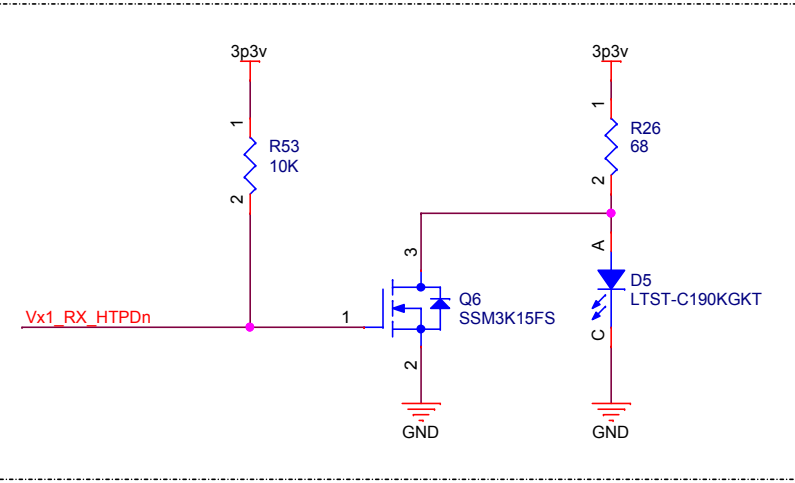 3p3v
3p3v
1
R53
10K
2
1
R26
68
2
3
A
Vx1_RX_HTPDn
1
Q6
SSM3K15FS
D5
LTST-C190KGKT
C
2
GND
GND